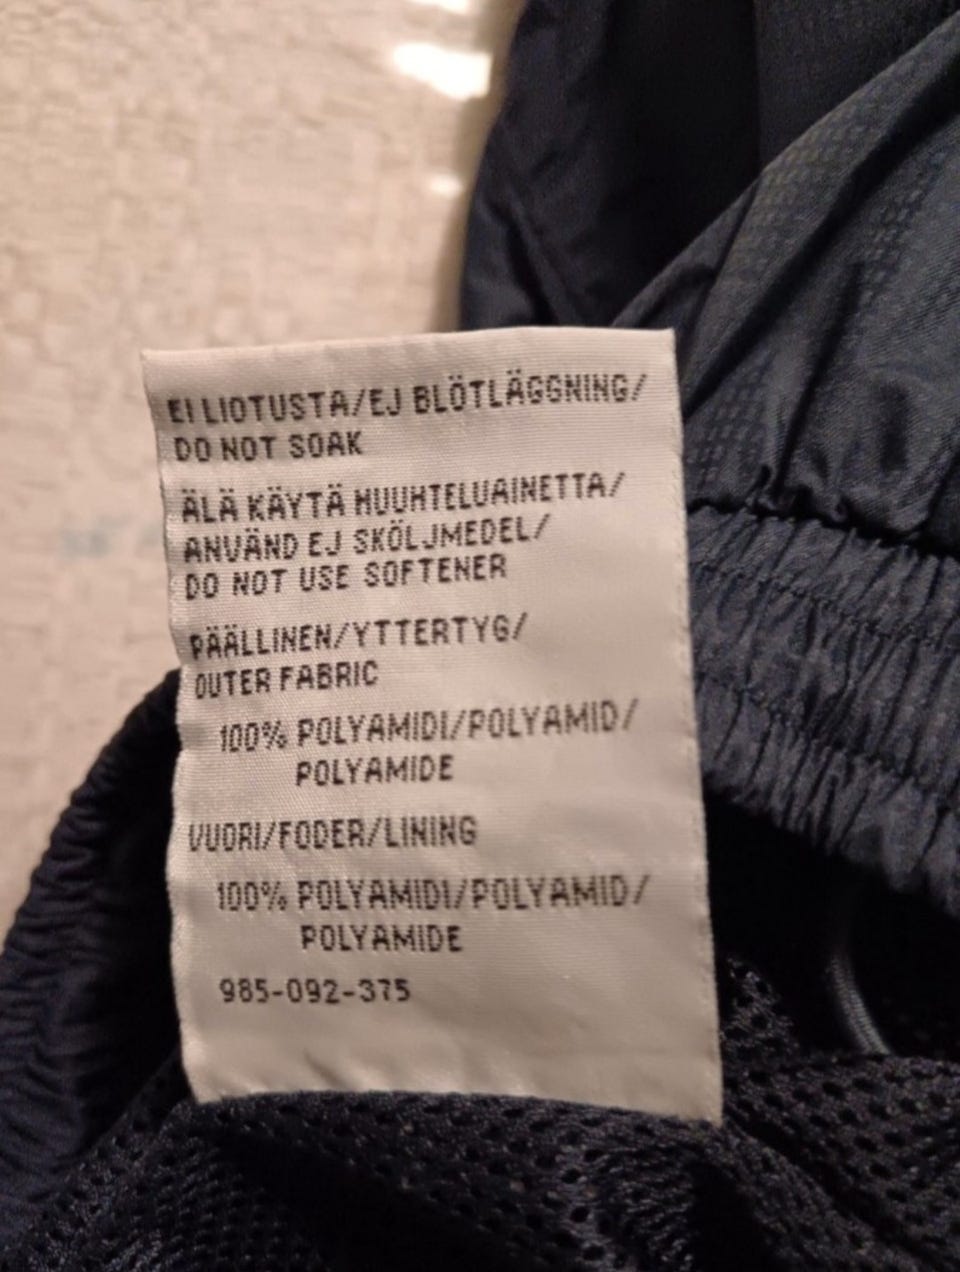 EI LIOTUSTA/EJ BLÖTLÄGGNING/
DO NOT SOAK
ÄLÄ KÄYTÄ HUUHTELUAINETTA/
ANVÄND EJ SKÖLJMEDEL/
DO NOT USE SOFTENER
PÄÄLLINEN/YTTERTYG/
OUTER FABRIC
100% POLYAMIDI/POLYAMID/
POLYAMIDE
VUORI/FODER/LINING
100% POLYAMIDI/POLYAMID/
POLYAMIDE
985-092-375